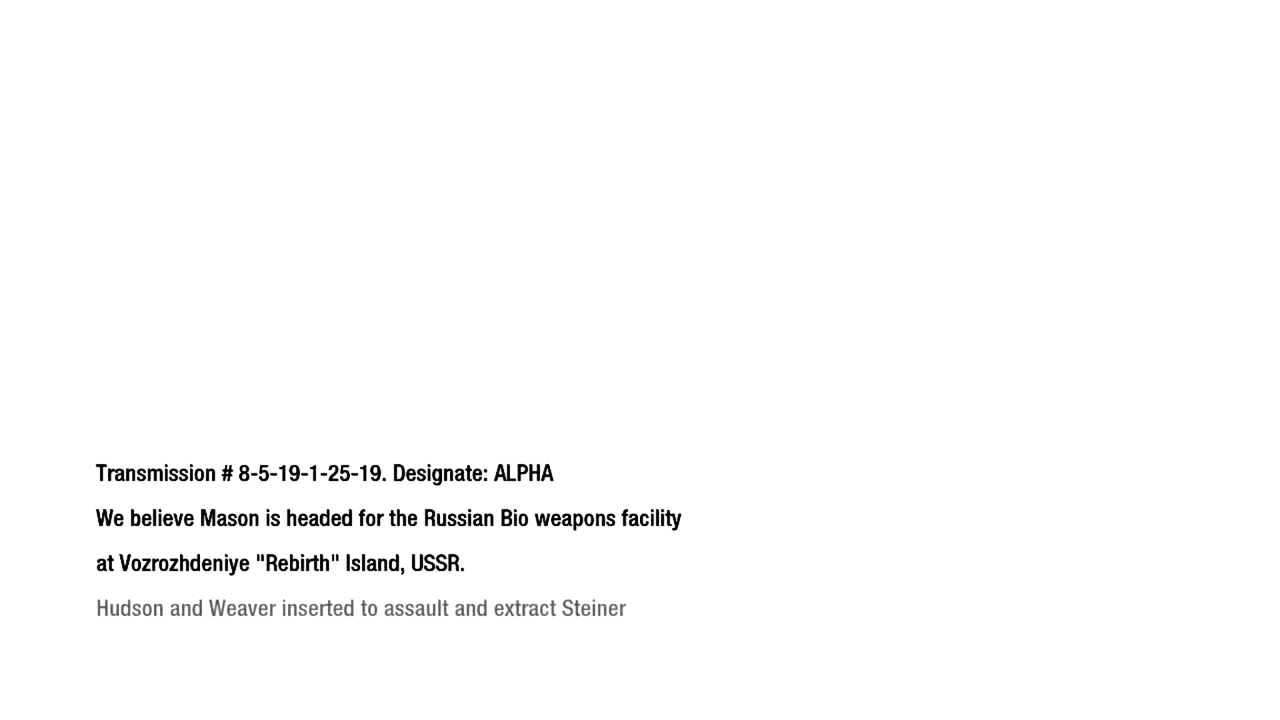 Transmission # 8-5-19-1-25-19. Designate: ALPHA
We believe Mason is headed for the Russian Bio weapons facility
at Vozrozhdeniye "Rebirth" Island, USSR.
Hudson and Weaver inserted to assault and extract Steiner